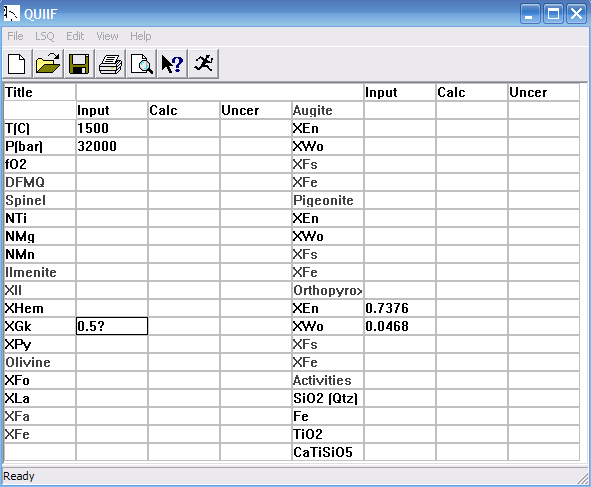 QUIlF
File LSQ Edit View Help
Title Input Calc Uncer
Input Calc Uncer Augite
T(C) 1500 XEn
P(bar) 32000 XWo
fO2 XFs
DFMQ XFe
Spinel Pigeonite
NTi XEn
NMg XWo
NMn XFs
Ilmenite XFe
XIl Orthopyro>
XHem XEn 0.7376
XGk 0.5? XWo 0.0468
XPy XFs
Olivine XFe
XFo Activities
XLa SiO2 (Qtz)
XFa Fe
XFe TiO2
CaTiSiO5
Ready